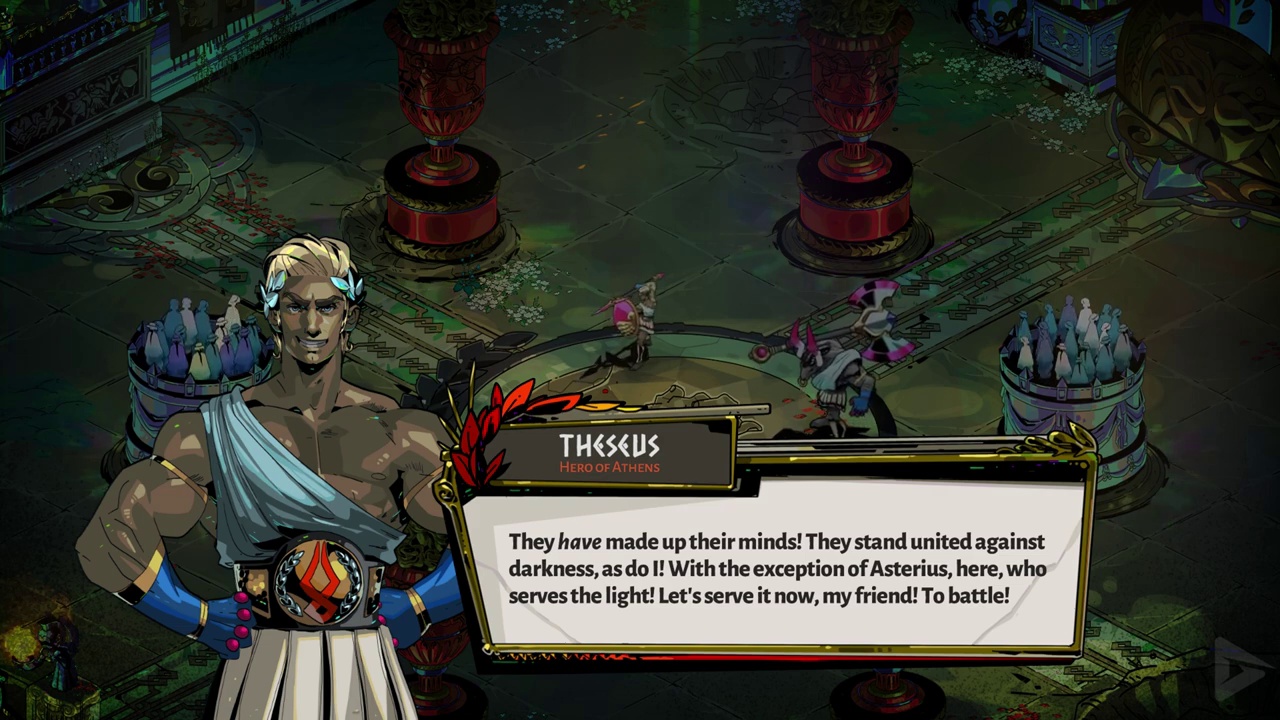 THESEUS
HERO OF ATHENS
They have made up their minds! They stand united against
darkness, as do I! With the exception of Asterius, here, who
serves the light! Let's serve it now, my friend! To battle!